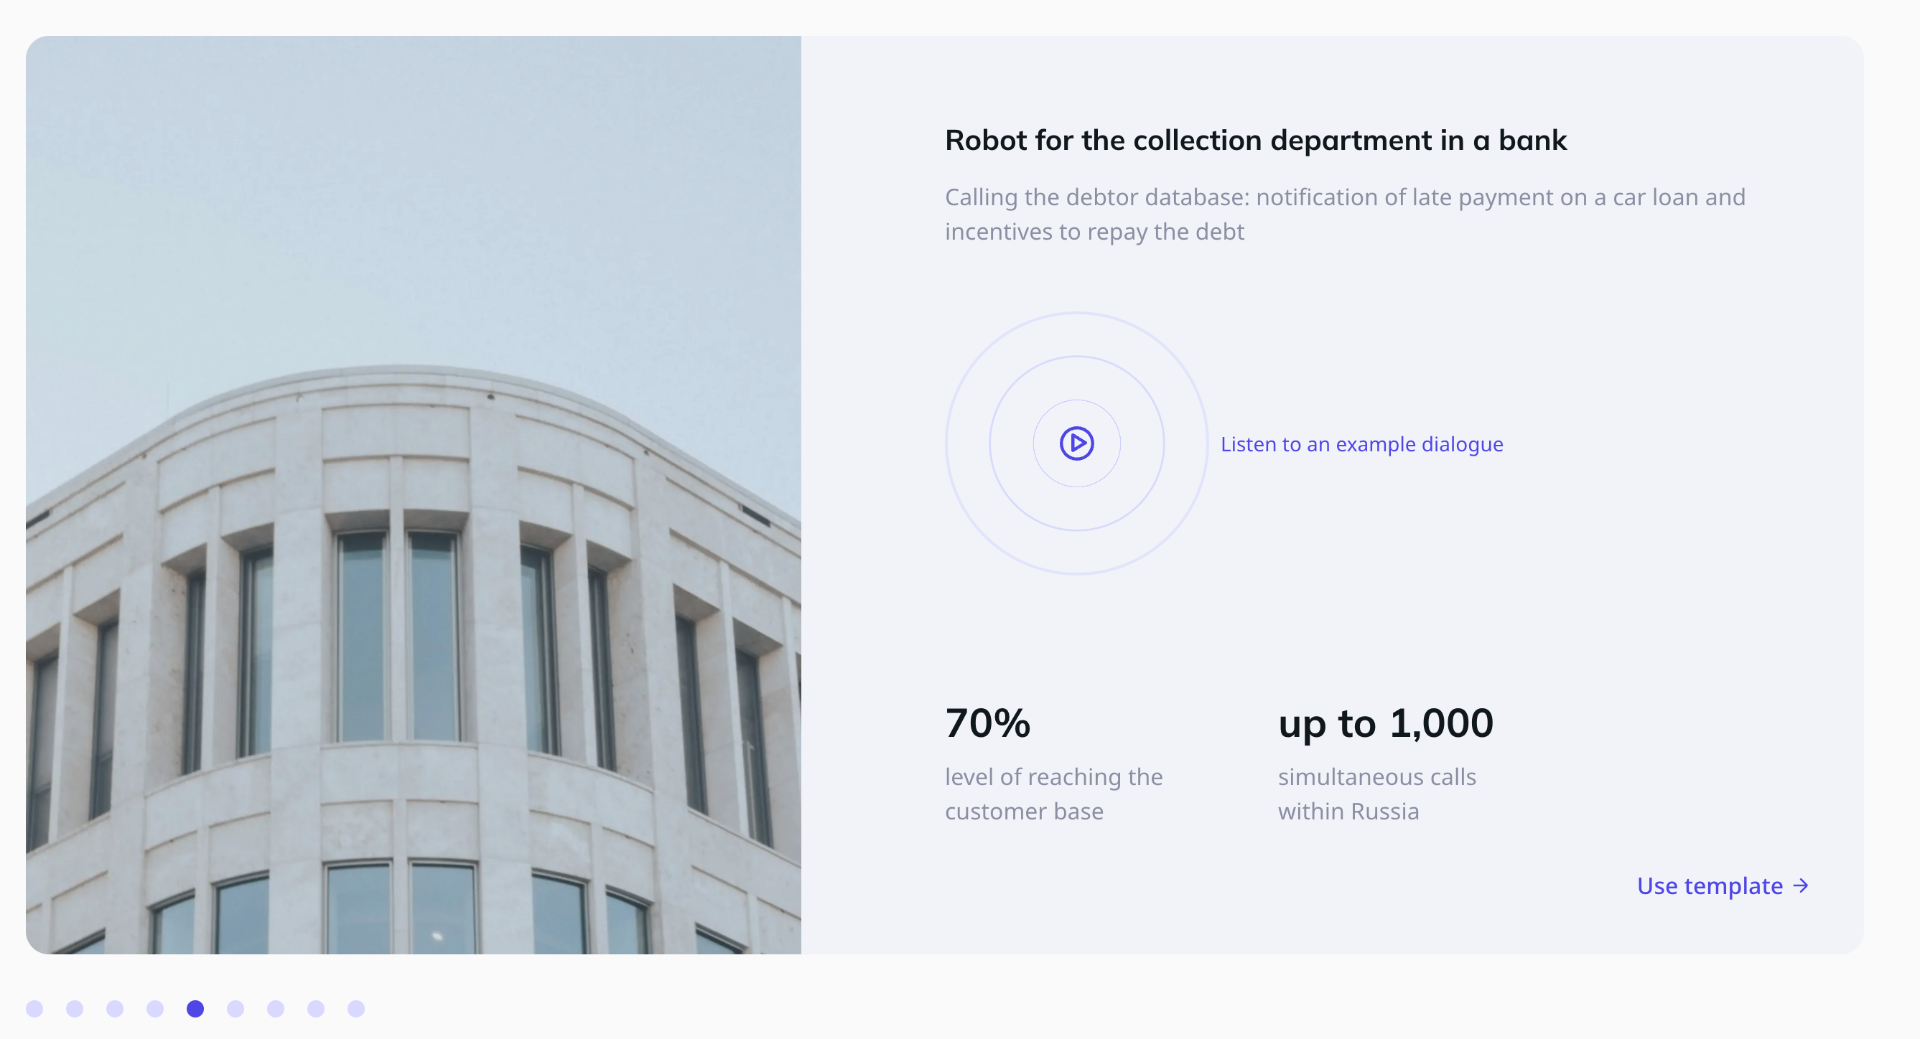 Robot for the collection department in a bank
Calling the debtor database: notification of late payment on a car loan and
incentives to repay the debt
Listen to an example dialogue
70%
level of reaching the
customer base
up to 1,000
simultaneous calls
within Russia
Use template →